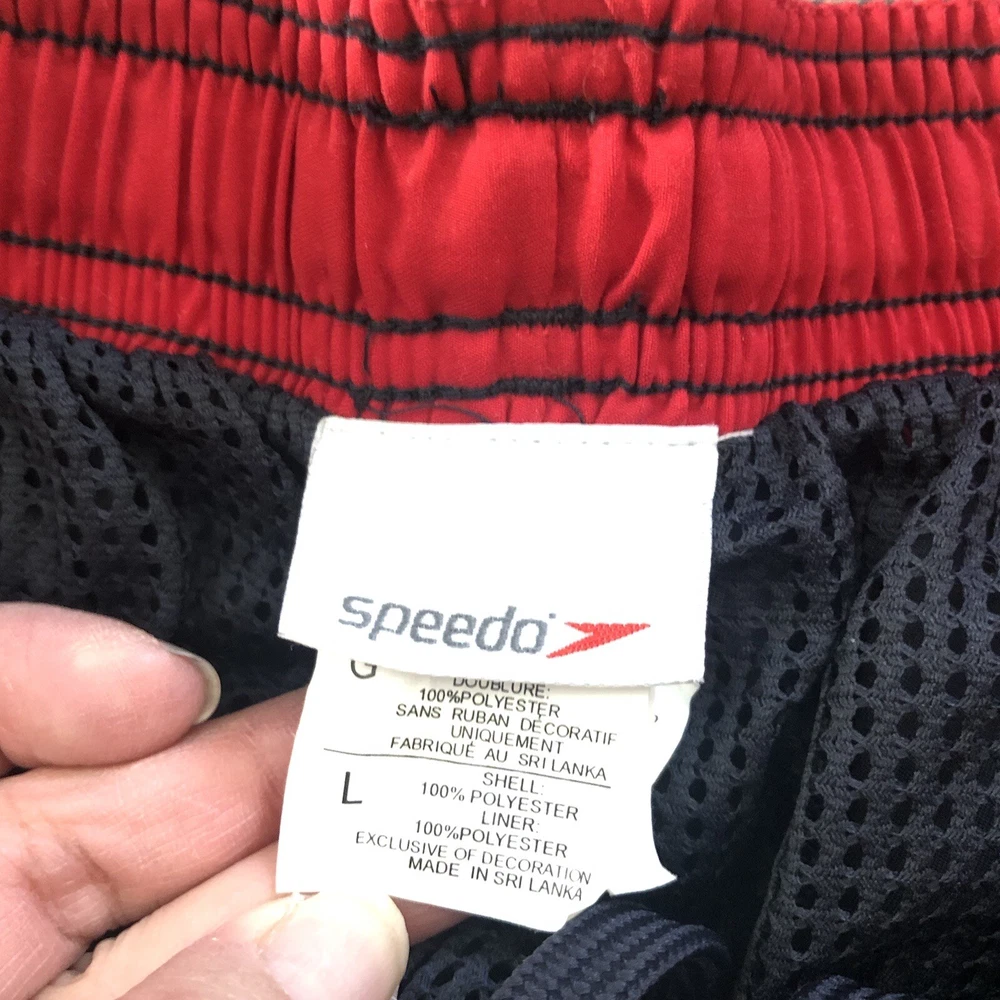 speedo
G
DOUBLURE:
100%POLYESTER
SANS RUBAN DÉCORATIF
UNIQUEMENT
FABRIQUÉ AU SRI LANKA
L
SHELL:
100% POLYESTER
LINER:
100%POLYESTER
EXCLUSIVE OF DECORATION
MADE IN SRI LANKA